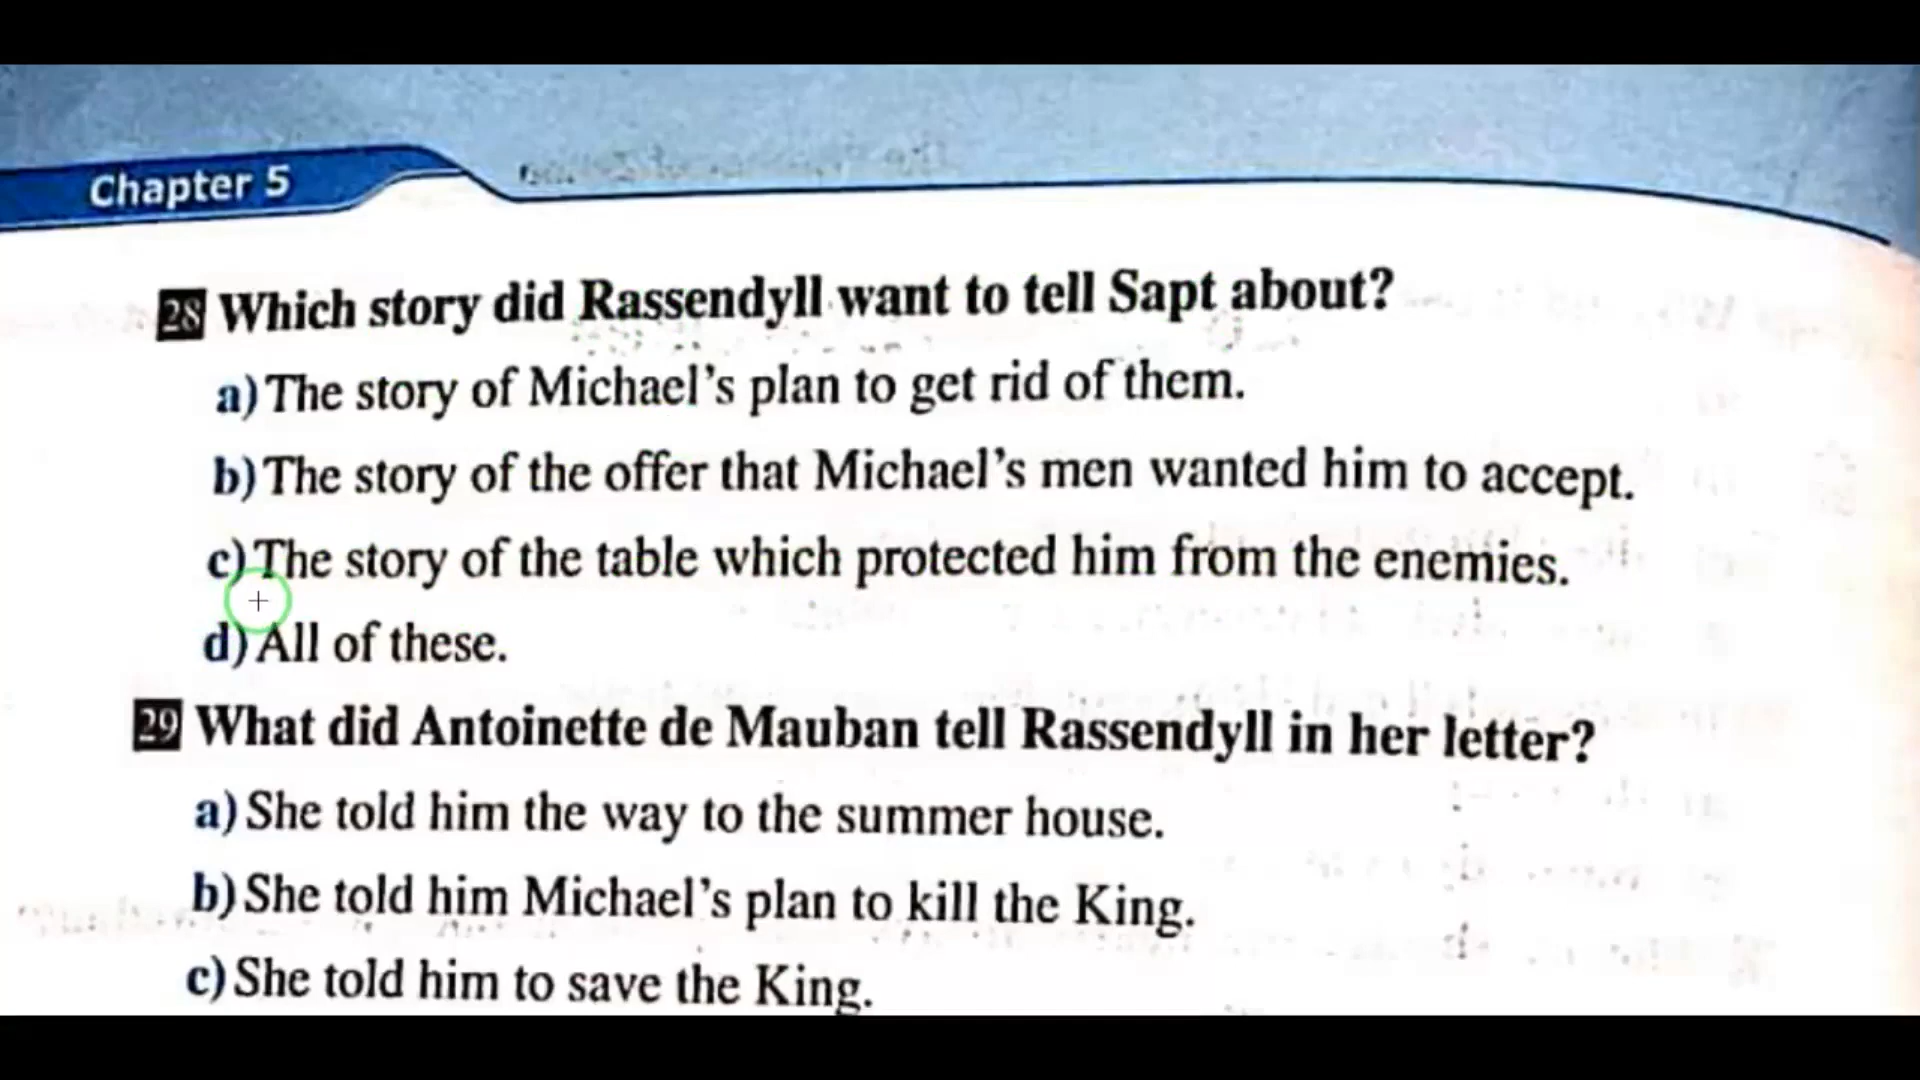 Chapter 5
28 Which story did Rassendyll want to tell Sapt about?
a) The story of Michael's plan to get rid of them.
b) The story of the offer that Michael's men wanted him to accept.
c) The story of the table which protected him from the enemies.
d) All of these.
29 What did Antoinette de Mauban tell Rassendyll in her letter?
a) She told him the way to the summer house.
b) She told him Michael's plan to kill the King.
c) She told him to save the King.